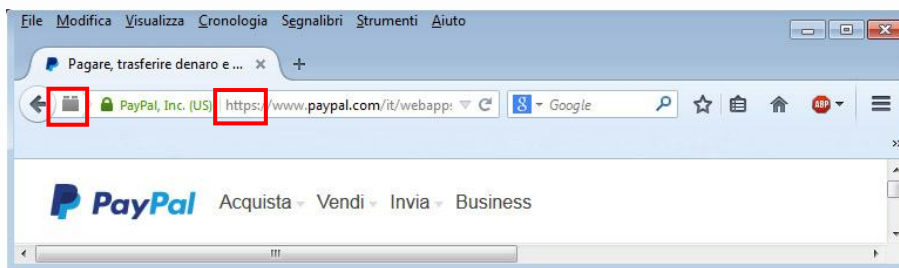 File Modifica Visualizza Cronologia Segnalibri Strumenti Aiuto
Pagare, trasferire denaro e ...
PayPal, Inc. (US) https://www.paypal.com/it/webapps Google ABP
PayPal Acquista Vendi Invia Business